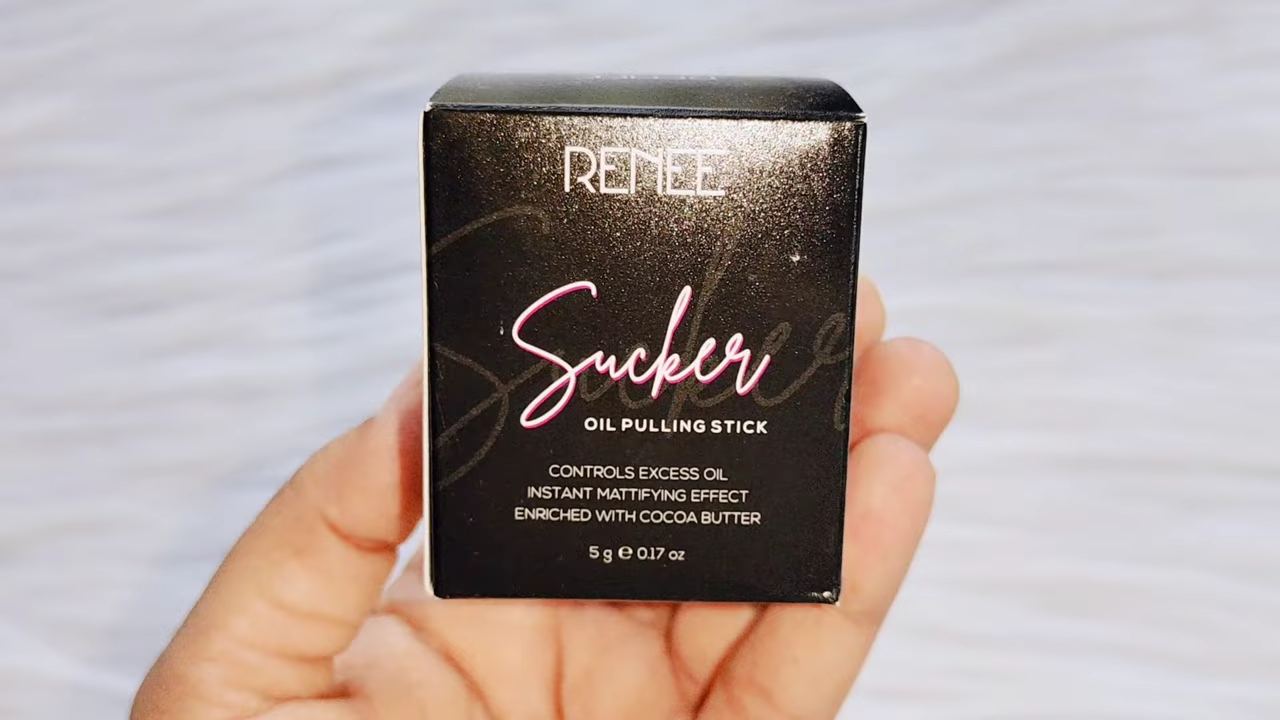 RENEE
Sucker
OIL PULLING STICK
CONTROLS EXCESS OIL
INSTANT MATTIFYING EFFECT
ENRICHED WITH COCOA BUTTER
5 g ℮ 0.17 oz